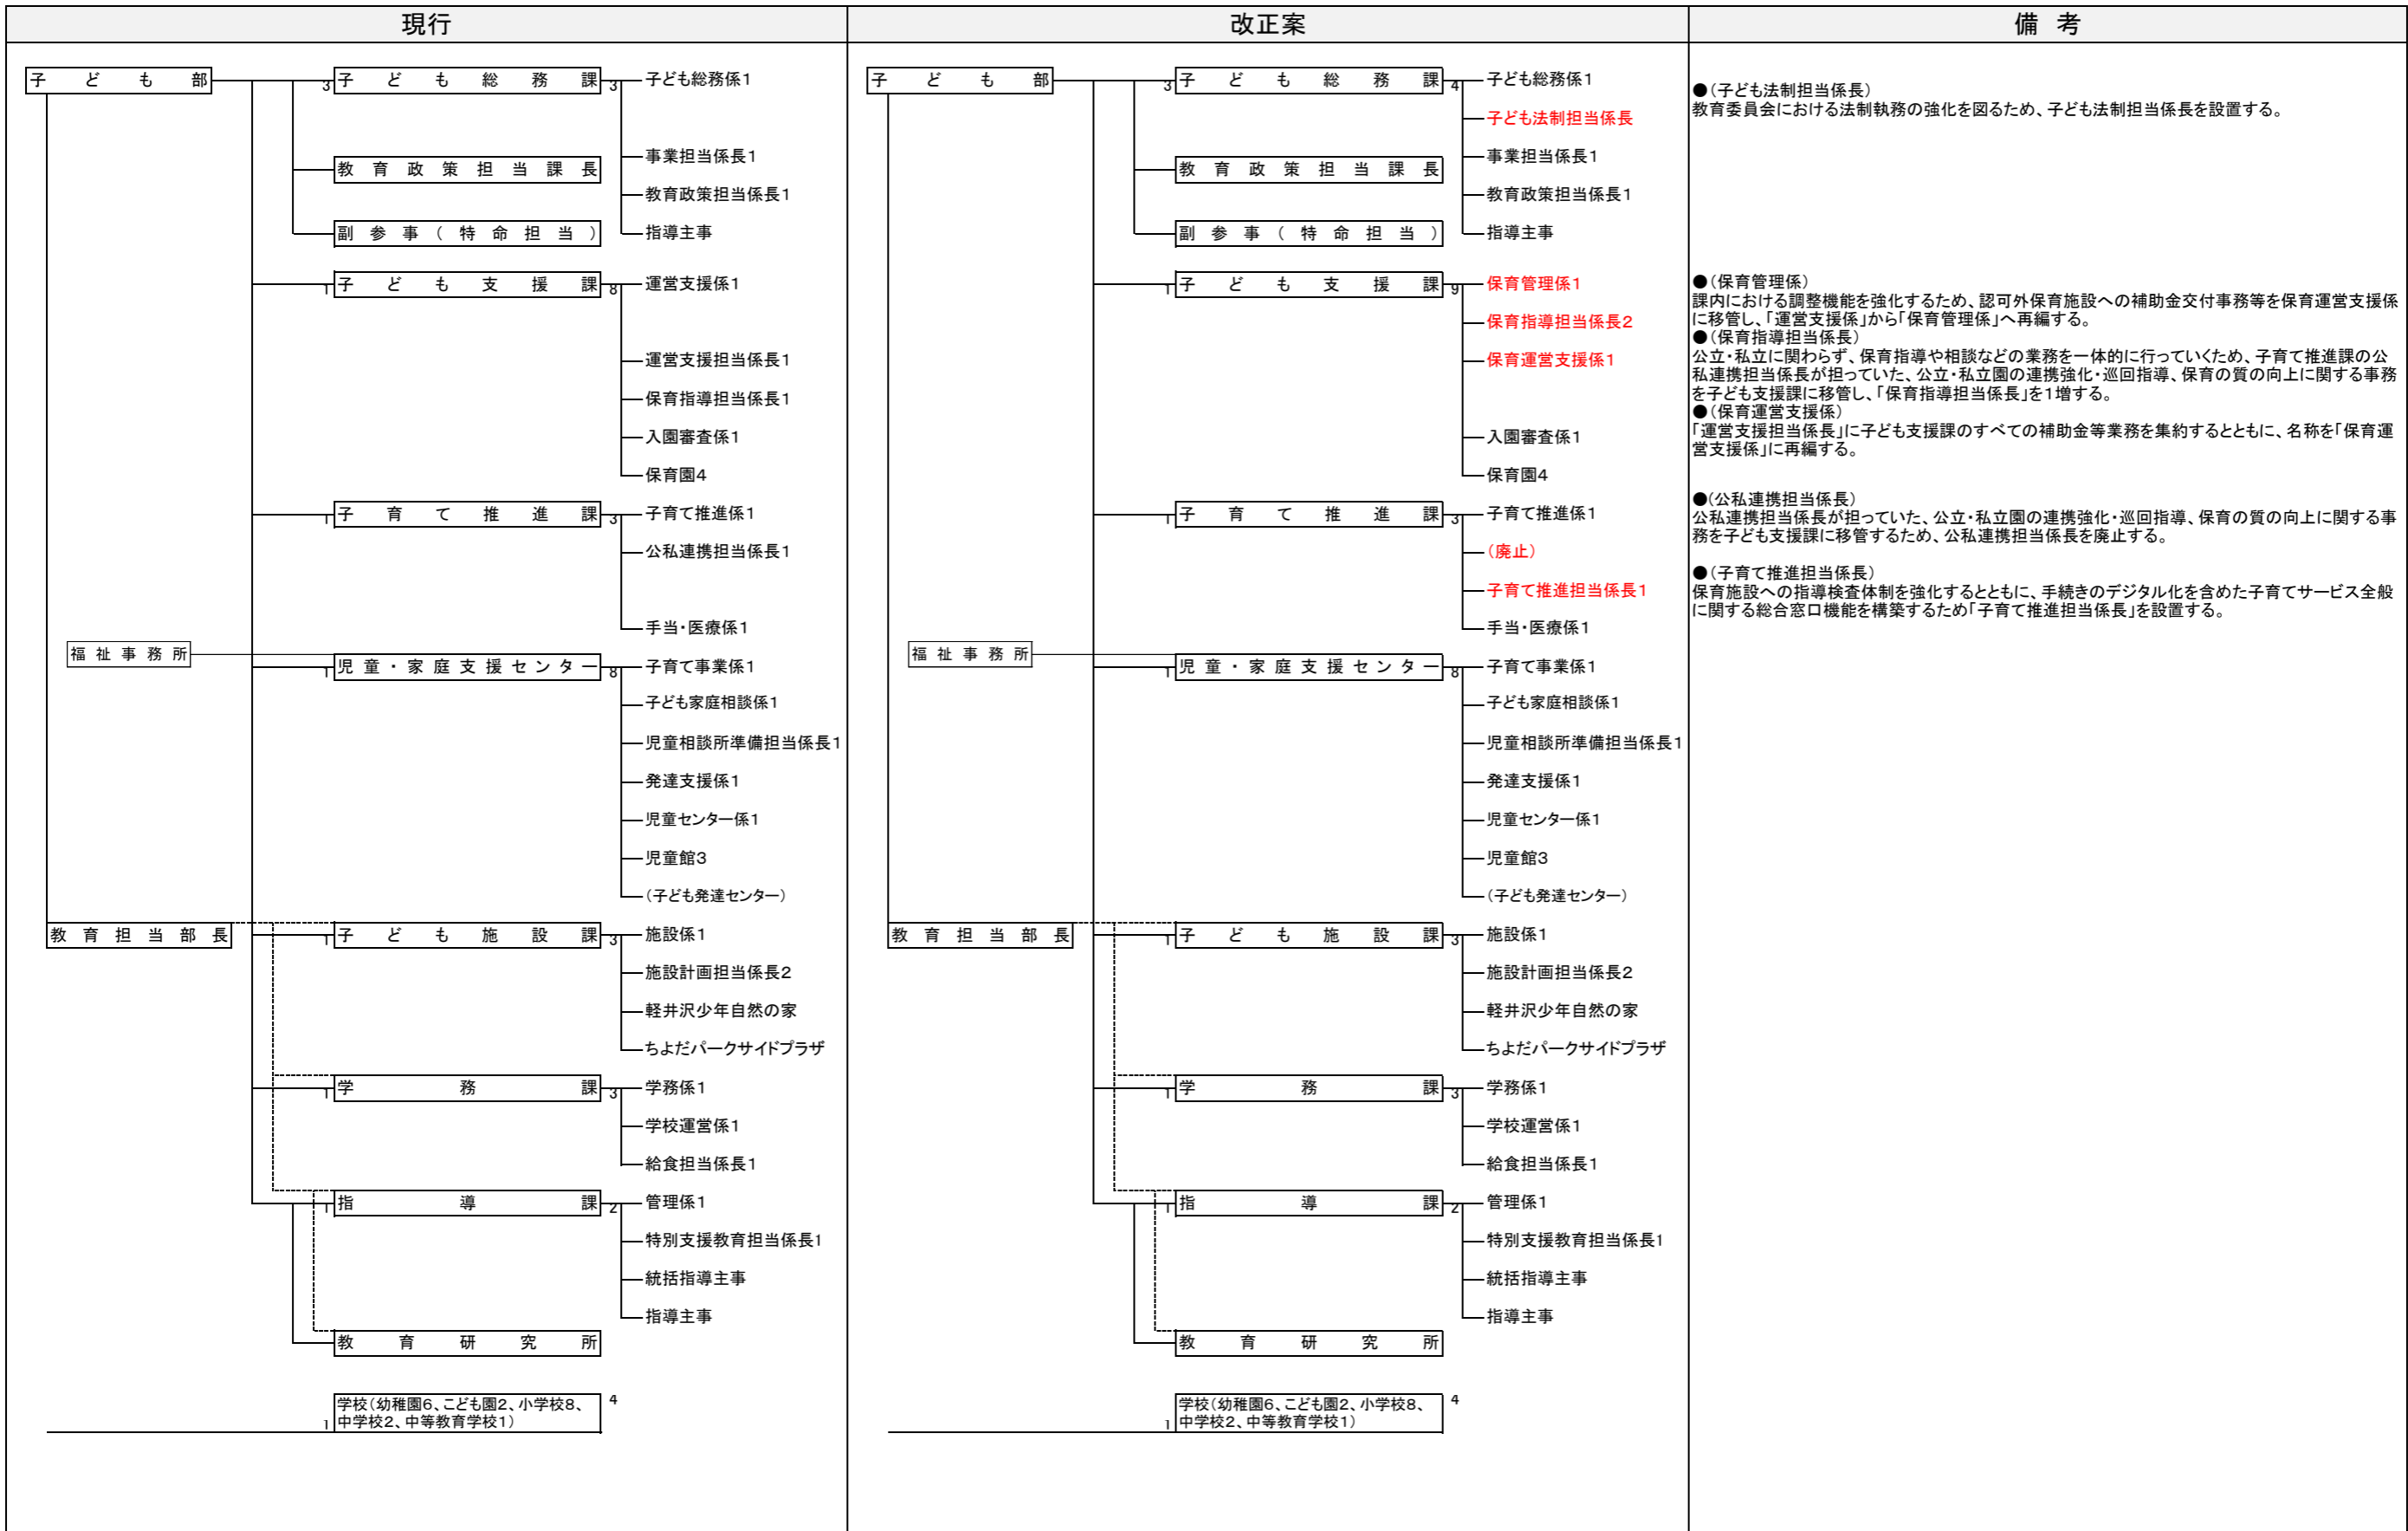 現行
子ども部
3
子ども総務課
3
子ども総務係1
事業担当係長1
教育政策担当課長
教育政策担当係長1
副参事（特命担当）
指導主事
1
子ども支援課
8
運営支援係1
運営支援担当係長1
保育指導担当係長1
入園審査係1
保育園4
1
子育て推進課
3
子育て推進係1
公私連携担当係長1
手当・医療係1
福祉事務所
1
児童・家庭支援センター
8
子育て事業係1
子ども家庭相談係1
児童相談所準備担当係長1
発達支援係1
児童センター係1
児童館3
（子ども発達センター）
教育担当部長
1
子ども施設課
3
施設係1
施設計画担当係長2
軽井沢少年自然の家
ちよだパークサイドプラザ
1
学務課
3
学務係1
学校運営係1
給食担当係長1
1
指導課
2
管理係1
特別支援教育担当係長1
統括指導主事
指導主事
教育研究所
学校（幼稚園6、こども園2、小学校8、
中学校2、中等教育学校1）
4
1
改正案
子ども部
3
子ども総務課
4
子ども総務係1
子ども法制担当係長
事業担当係長1
教育政策担当課長
教育政策担当係長1
副参事（特命担当）
指導主事
1
子ども支援課
9
保育管理係1
保育指導担当係長2
保育運営支援係1
入園審査係1
保育園4
1
子育て推進課
3
子育て推進係1
（廃止）
子育て推進担当係長1
手当・医療係1
福祉事務所
1
児童・家庭支援センター
8
子育て事業係1
子ども家庭相談係1
児童相談所準備担当係長1
発達支援係1
児童センター係1
児童館3
（子ども発達センター）
教育担当部長
1
子ども施設課
3
施設係1
施設計画担当係長2
軽井沢少年自然の家
ちよだパークサイドプラザ
1
学務課
3
学務係1
学校運営係1
給食担当係長1
1
指導課
2
管理係1
特別支援教育担当係長1
統括指導主事
指導主事
教育研究所
学校（幼稚園6、こども園2、小学校8、
中学校2、中等教育学校1）
4
1
備考
●（子ども法制担当係長）
教育委員会における法制執務の強化を図るため、子ども法制担当係長を設置する。
●（保育管理係）
課内における調整機能を強化するため、認可外保育施設への補助金交付事務等を保育運営支援係
に移管し、「運営支援係」から「保育管理係」へ再編する。
●（保育指導担当係長）
公立・私立に関わらず、保育指導や相談などの業務を一体的に行っていくため、子育て推進課の公
私連携担当係長が担っていた、公立・私立園の連携強化・巡回指導、保育の質の向上に関する事務
を子ども支援課に移管し、「保育指導担当係長」を1増する。
●（保育運営支援係）
「運営支援担当係長」に子ども支援課のすべての補助金等業務を集約するとともに、名称を「保育運
営支援係」に再編する。
●（公私連携担当係長）
公私連携担当係長が担っていた、公立・私立園の連携強化・巡回指導、保育の質の向上に関する事
務を子ども支援課に移管するため、公私連携担当係長を廃止する。
●（子育て推進担当係長）
保育施設への指導検査体制を強化するとともに、手続きのデジタル化を含めた子育てサービス全般
に関する総合窓口機能を構築するため「子育て推進担当係長」を設置する。